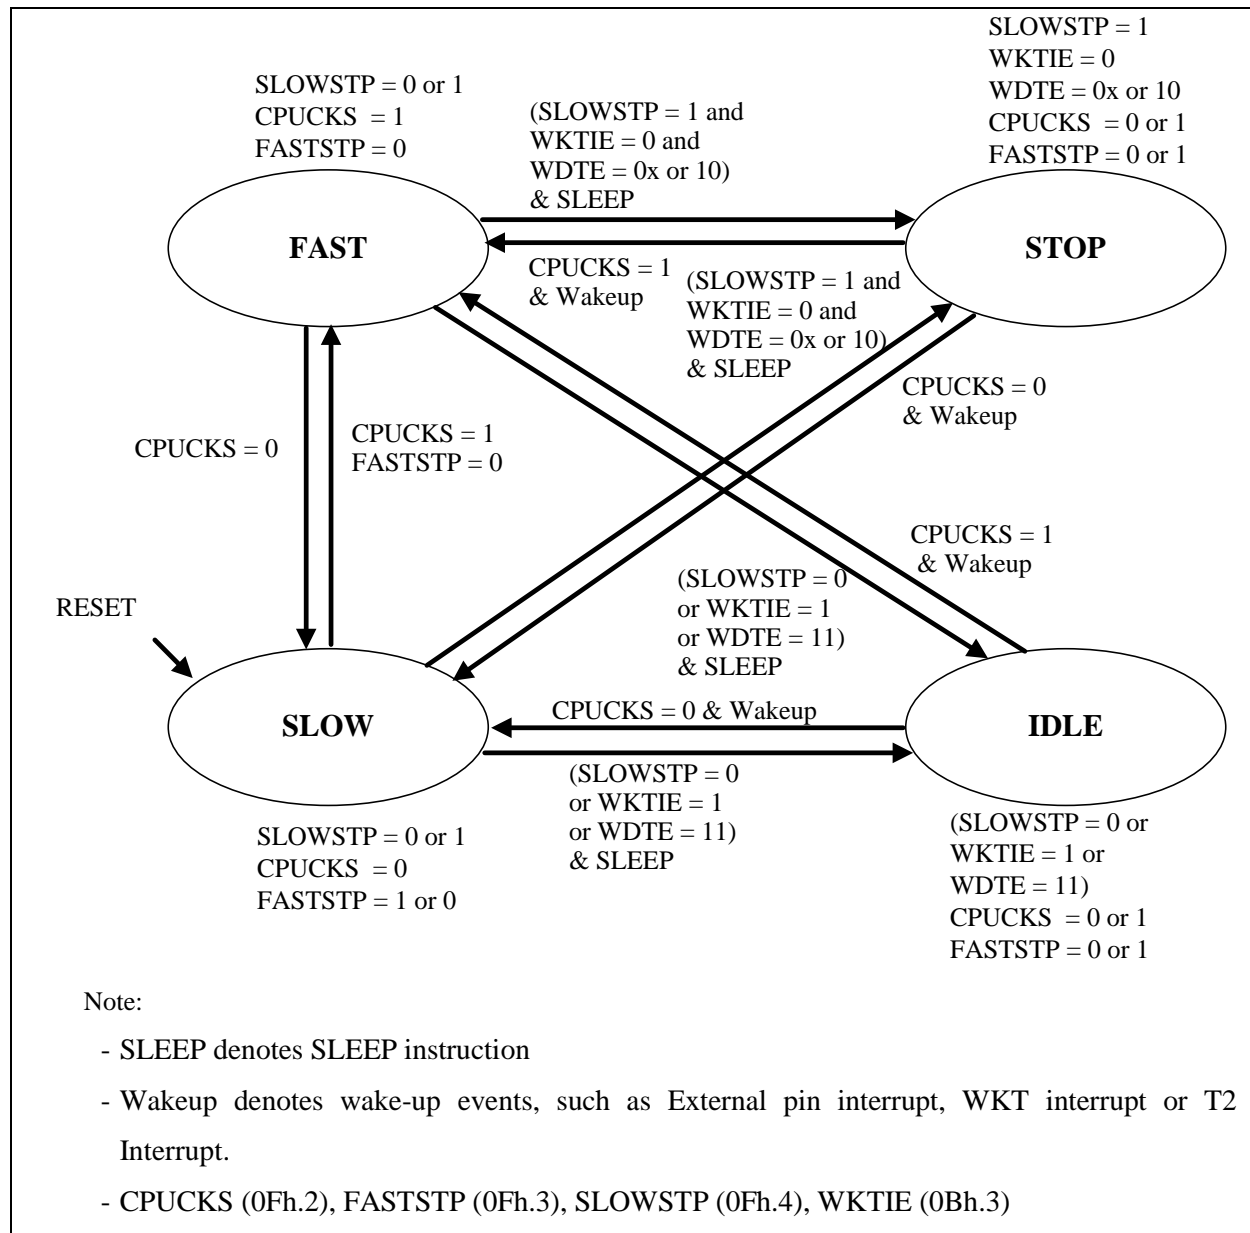 SLOWSTP = 1
WKTIE = 0
WDTE = 0x or 10
CPUCKS = 0 or 1
FASTSTP = 0 or 1
SLOWSTP = 0 or 1
CPUCKS = 1
FASTSTP = 0
(SLOWSTP = 1 and
WKTIE = 0 and
WDTE = 0x or 10)
& SLEEP
FAST
STOP
CPUCKS = 1
& Wakeup
(SLOWSTP = 1 and
WKTIE = 0 and
WDTE = 0x or 10)
& SLEEP
CPUCKS = 0
& Wakeup
CPUCKS = 0
CPUCKS = 1
FASTSTP = 0
CPUCKS = 1
& Wakeup
(SLOWSTP = 0
or WKTIE = 1
or WDTE = 11)
& SLEEP
RESET
SLOW
CPUCKS = 0 & Wakeup
IDLE
(SLOWSTP = 0
or WKTIE = 1
or WDTE = 11)
& SLEEP
SLOWSTP = 0 or 1
CPUCKS = 0
FASTSTP = 1 or 0
(SLOWSTP = 0 or
WKTIE = 1 or
WDTE = 11)
CPUCKS = 0 or 1
FASTSTP = 0 or 1
Note:
- SLEEP denotes SLEEP instruction
- Wakeup denotes wake-up events, such as External pin interrupt, WKT interrupt or T2
Interrupt.
- CPUCKS (0Fh.2), FASTSTP (0Fh.3), SLOWSTP (0Fh.4), WKTIE (0Bh.3)